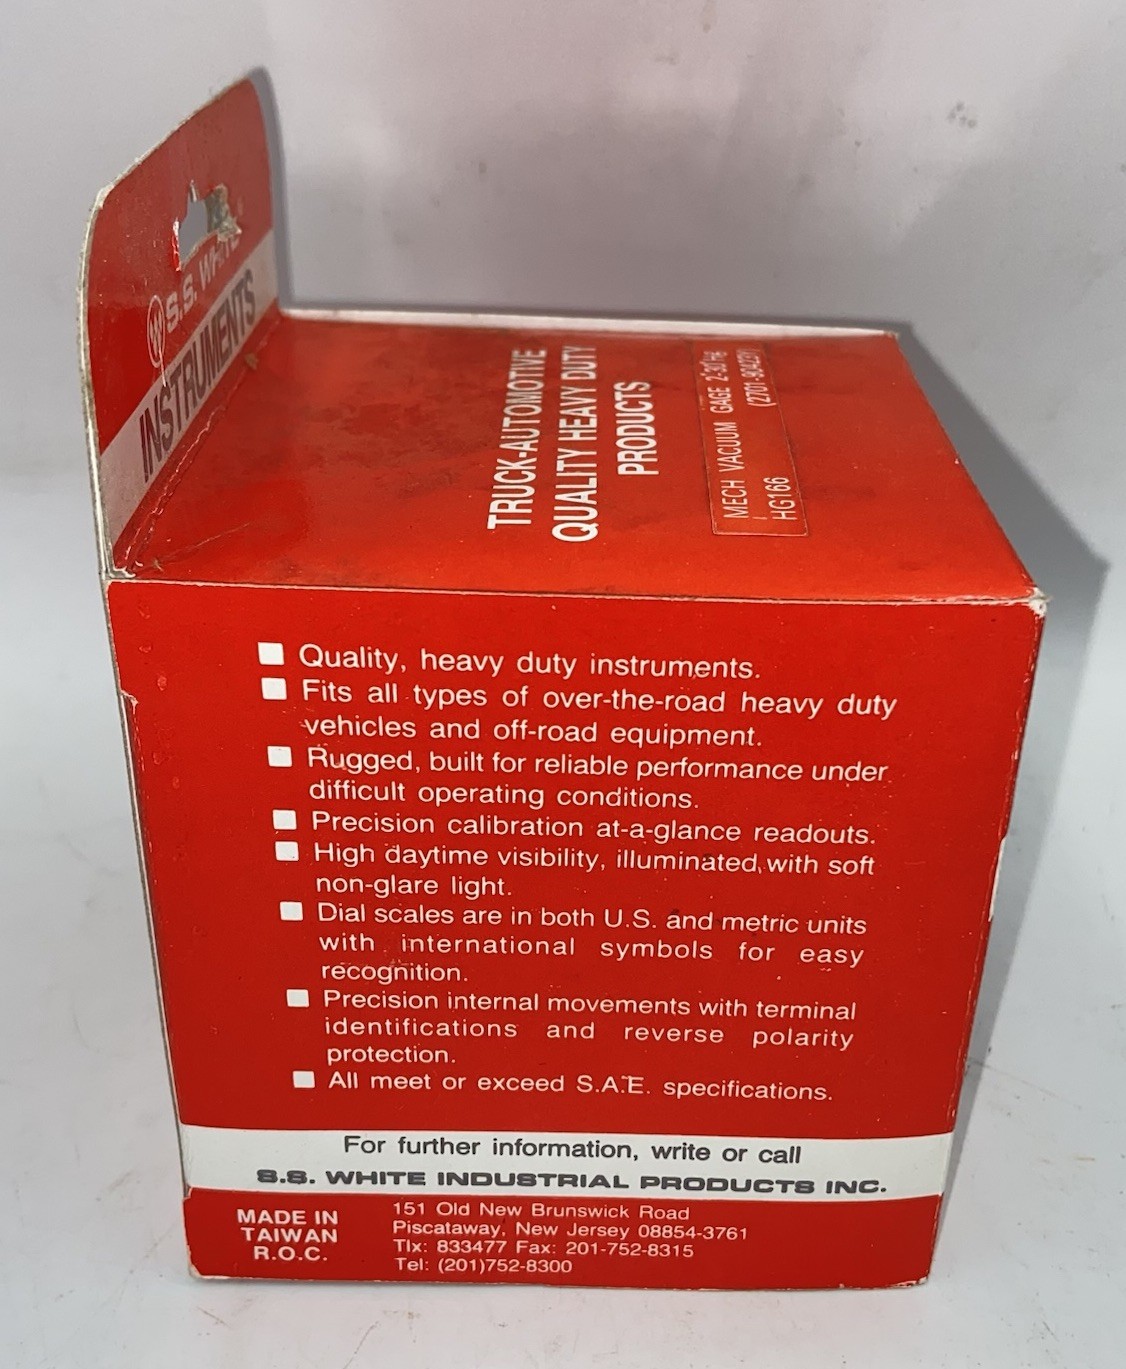 S.S. WHITE
INSTRUMENTS
TRUCK-AUTOMOTIVE
QUALITY HEAVY DUTY
PRODUCTS
MECH VACUUM GAGE 2-30"HG
HG166
Quality, heavy duty instruments.
Fits all types of over-the-road heavy duty
vehicles and off-road equipment.
Rugged, built for reliable performance under
difficult operating conditions.
Precision calibration at-a-glance readouts.
High daytime visibility, illuminated, with soft
non-glare light.
Dial scales are in both U.S. and metric units
with international symbols for easy
recognition.
Precision internal movements with terminal
identifications and reverse polarity
protection.
All meet or exceed S.A.E. specifications.
For further information, write or call
S.S. WHITE INDUSTRIAL PRODUCTS INC.
MADE IN
TAIWAN
R.O.C.
151 Old New Brunswick Road
Piscataway, New Jersey 08854-3761
Tlx: 833477 Fax: 201-752-8315
Tel: (201)752-8300